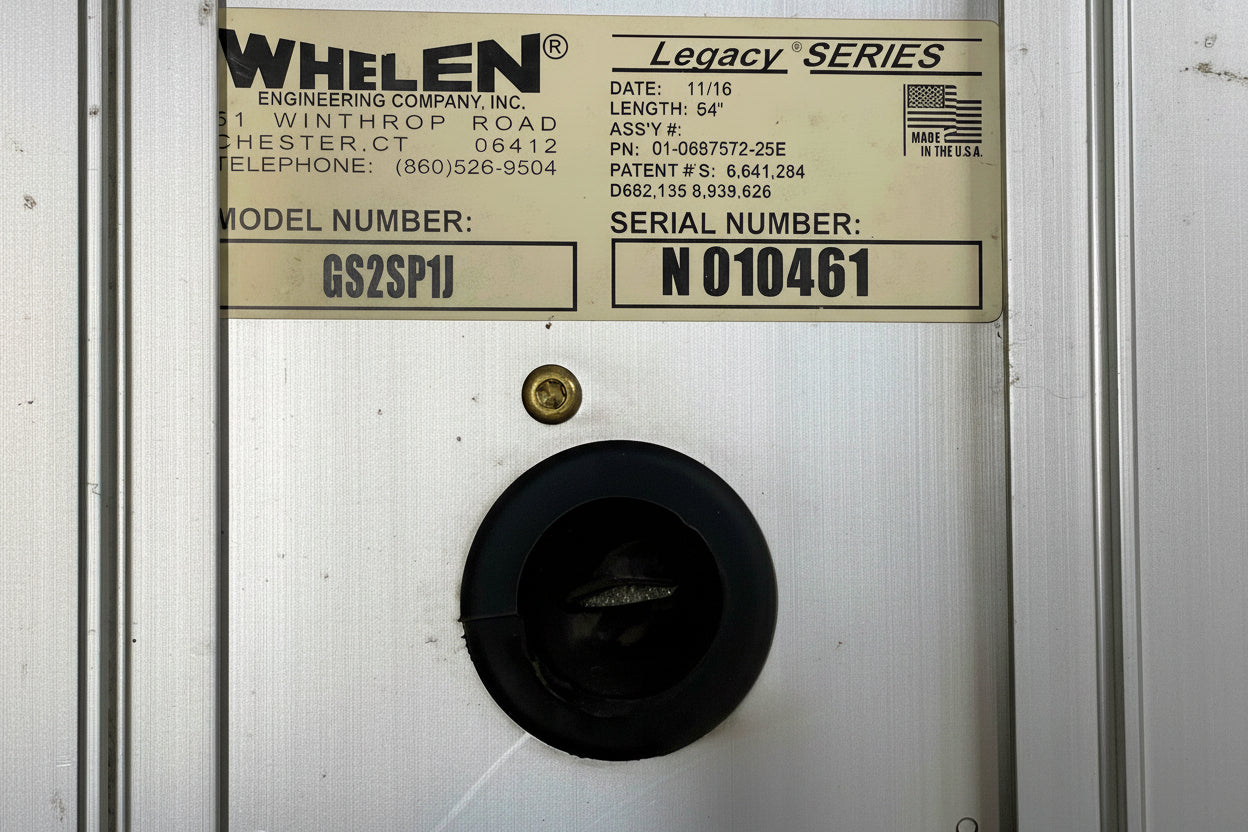 WHELEN®
ENGINEERING COMPANY, INC.
51 WINTHROP ROAD
CHESTER, CT 06412
TELEPHONE: (860)526-9504
MODEL NUMBER:
GS2SP1J
Legacy® SERIES
DATE: 11/16
LENGTH: 54"
ASS'Y #:
PN: 01-0687572-25E
PATENT #'S: 6,641,284
D662,135 8,939,626
MADE
IN THE U.S.A.
SERIAL NUMBER:
N 010461